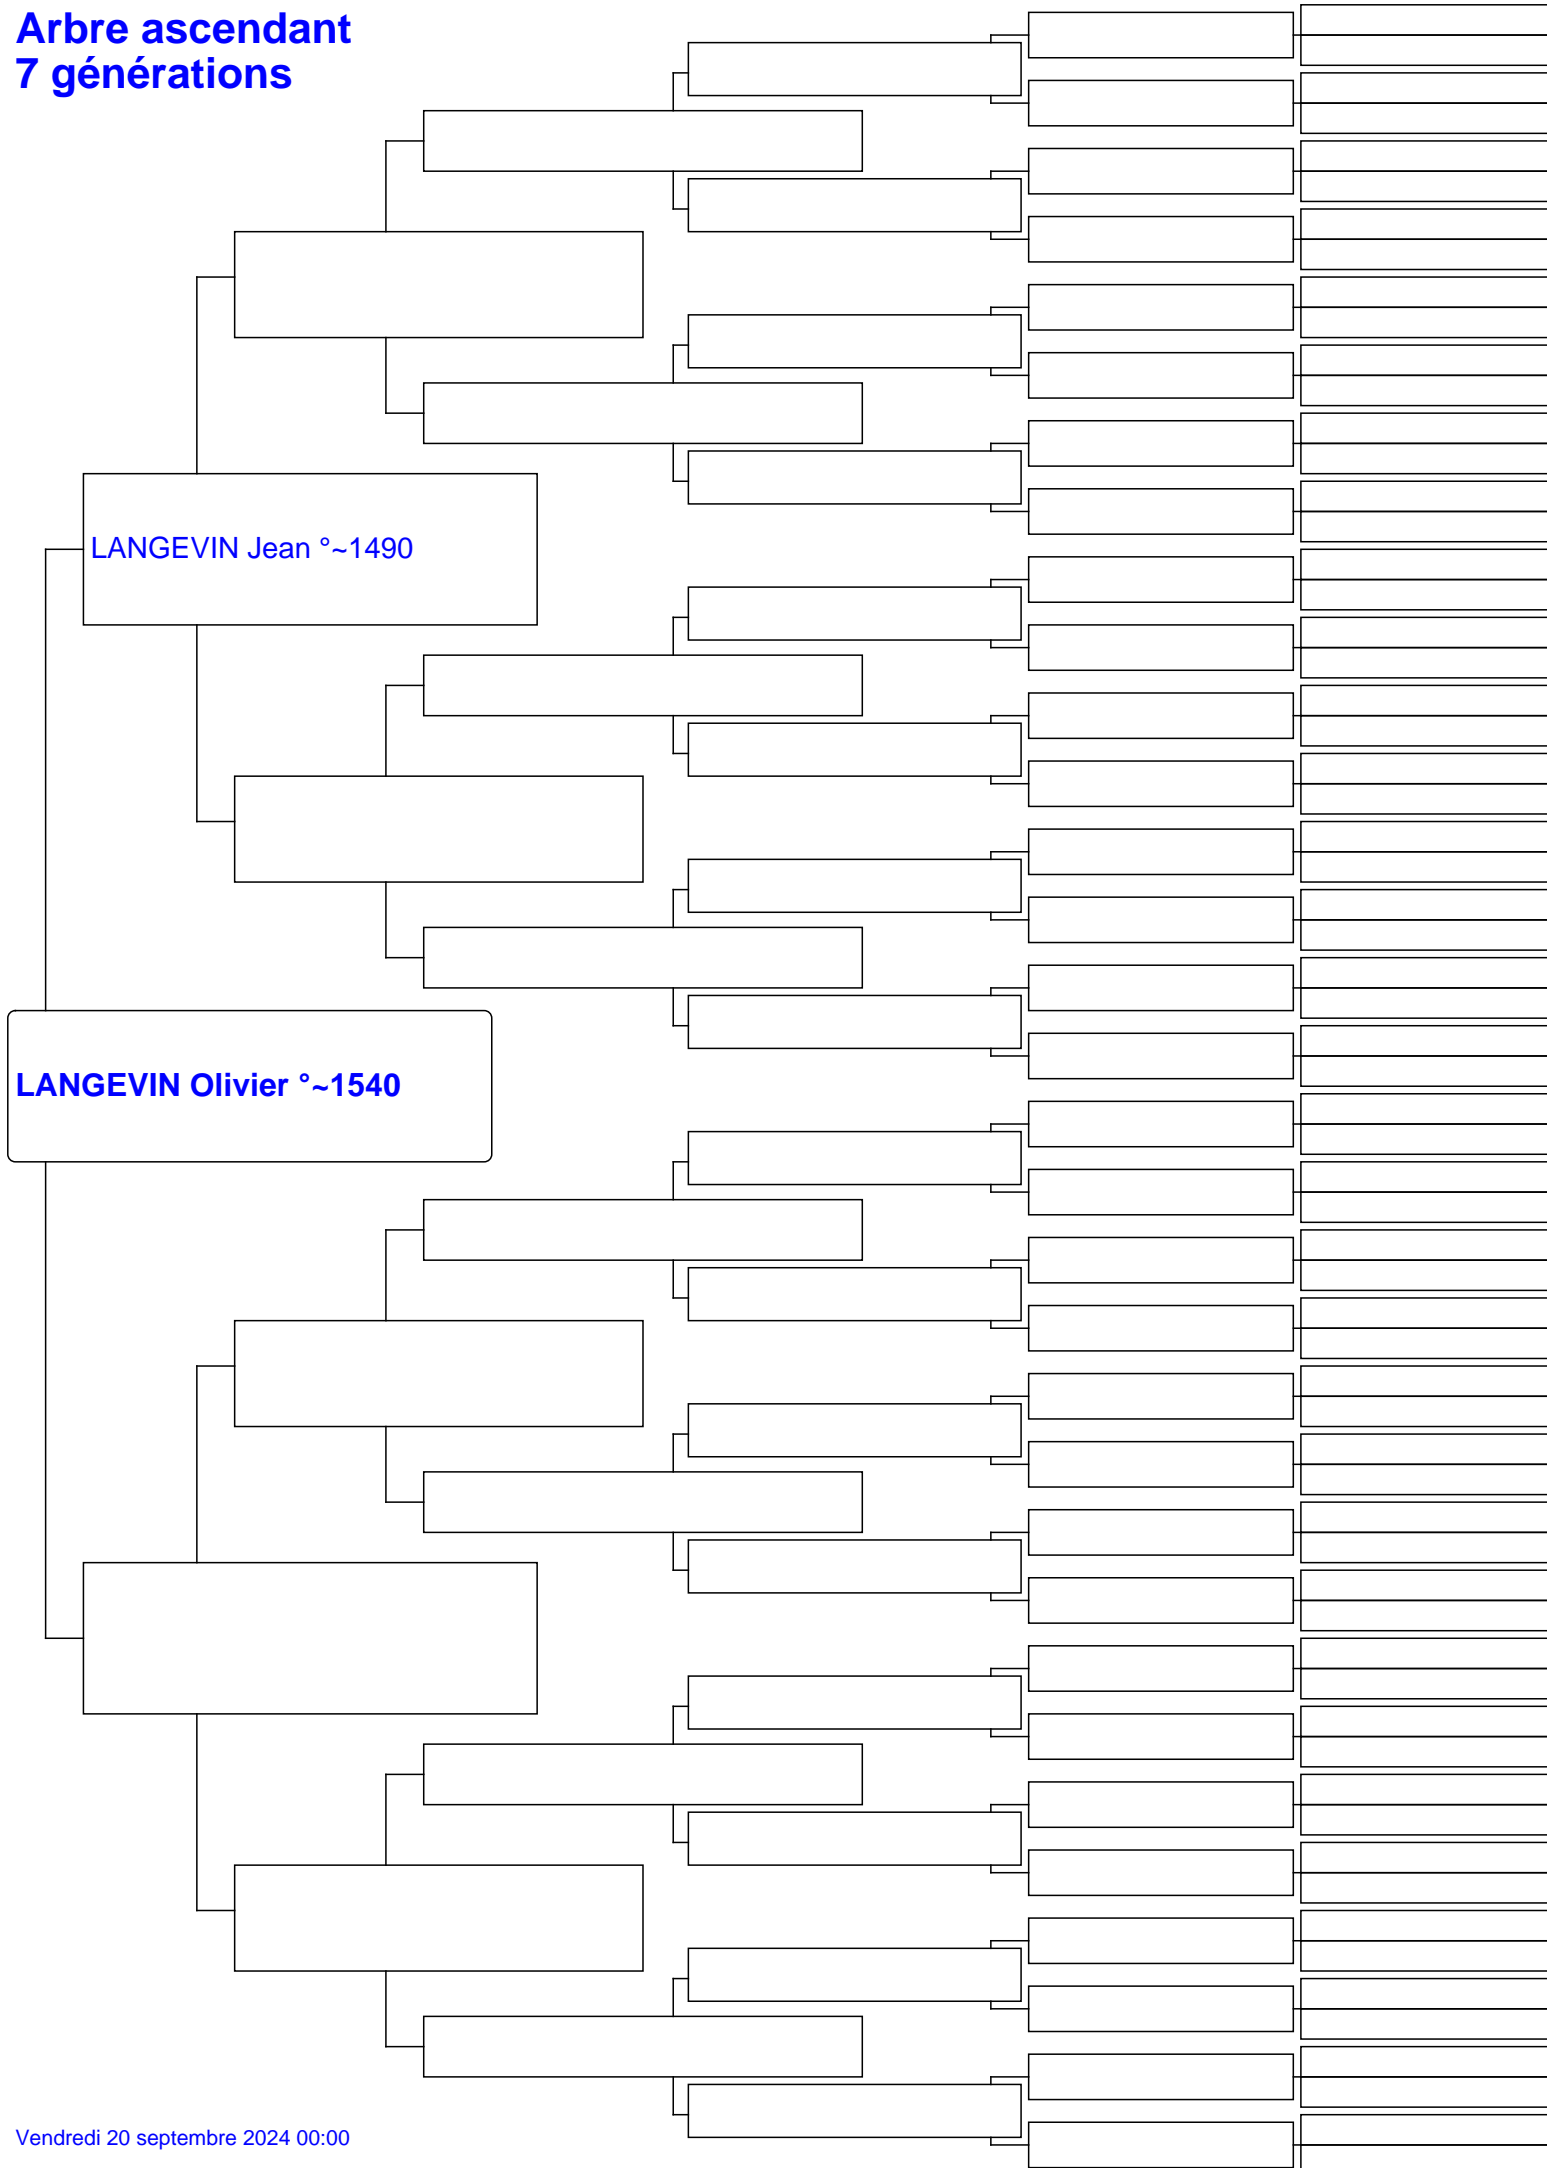 Arbre ascendant
7 générations
LANGEVIN Jean °~1490
LANGEVIN Olivier °~1540
Vendredi 20 septembre 2024 00:00